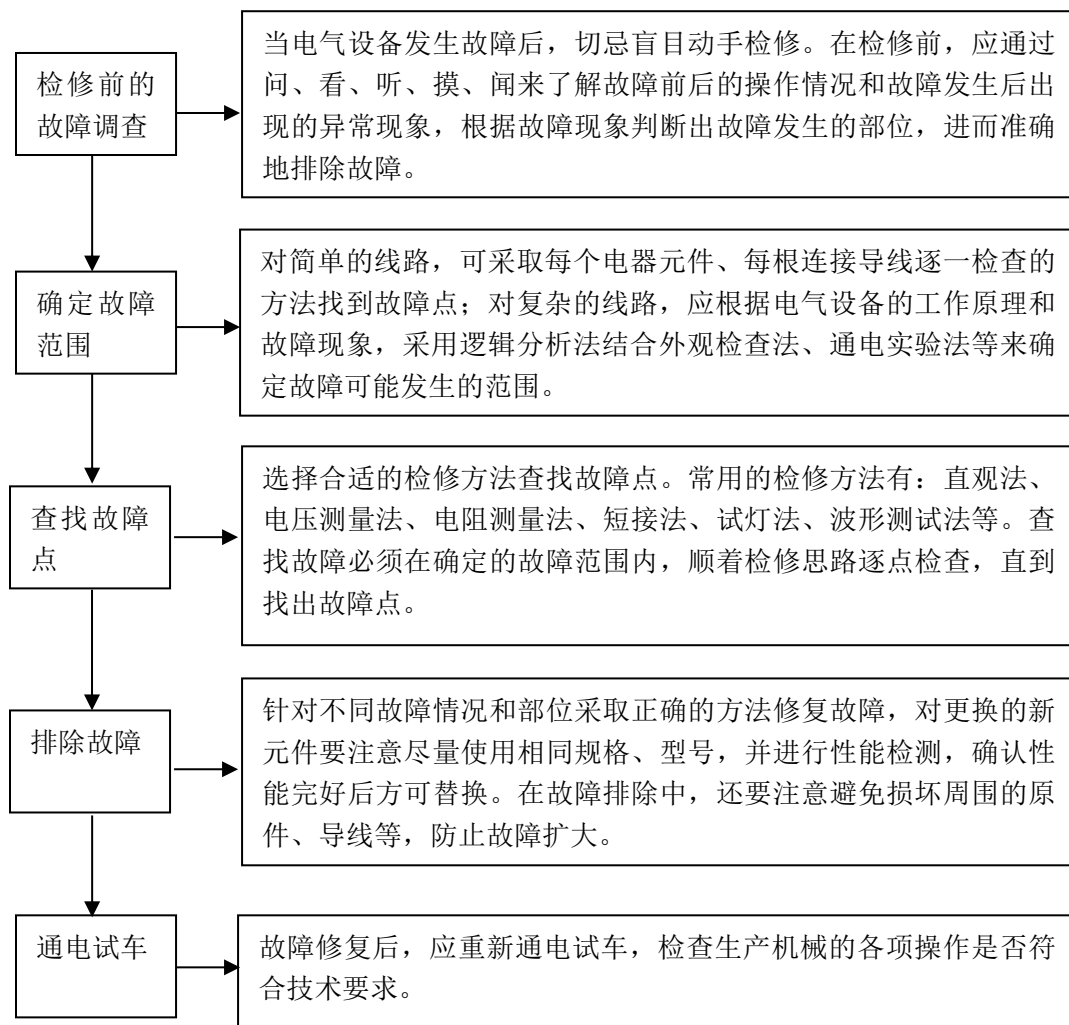 检修前的
故障调查
当电气设备发生故障后，切忌盲目动手检修。在检修前，应通过
问、看、听、摸、闻来了解故障前后的操作情况和故障发生后出
现的异常现象，根据故障现象判断出故障发生的部位，进而准确
地排除故障。
确定故障
范围
对简单的线路，可采取每个电器元件、每根连接导线逐一检查的
方法找到故障点；对复杂的线路，应根据电气设备的工作原理和
故障现象，采用逻辑分析法结合外观检查法、通电实验法等来确
定故障可能发生的范围。
查找故障
点
选择合适的检修方法查找故障点。常用的检修方法有：直观法、
电压测量法、电阻测量法、短接法、试灯法、波形测试法等。查
找故障必须在确定的故障范围内，顺着检修思路逐点检查，直到
找出故障点。
排除故障
针对不同故障情况和部位采取正确的方法修复故障，对更换的新
元件要注意尽量使用相同规格、型号，并进行性能检测，确认性
能完好后方可替换。在故障排除中，还要注意避免损坏周围的原
件、导线等，防止故障扩大。
通电试车
故障修复后，应重新通电试车，检查生产机械的各项操作是否符
合技术要求。